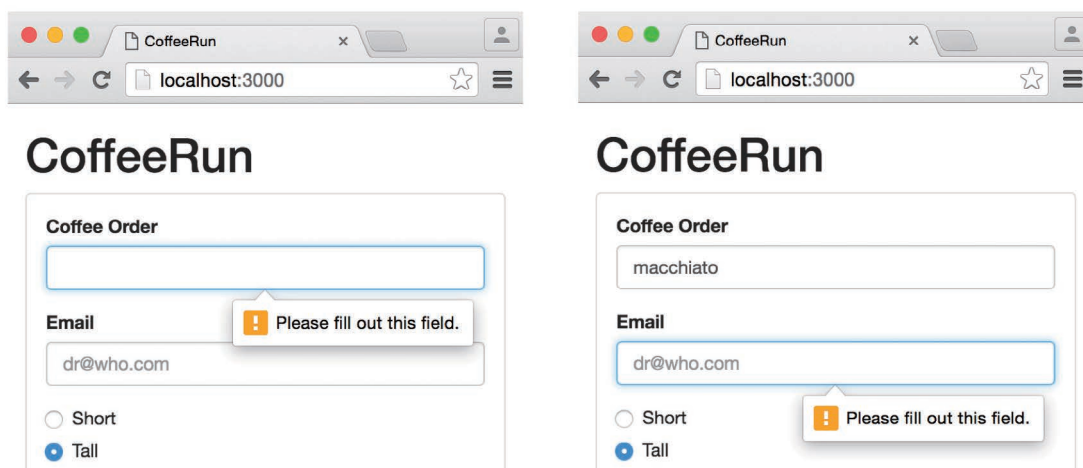 CoffeeRun
localhost:3000
CoffeeRun
Coffee Order
Please fill out this field.
Email
dr@who.com
Short
Tall
CoffeeRun
localhost:3000
CoffeeRun
Coffee Order
macchiato
Email
dr@who.com
Please fill out this field.
Short
Tall